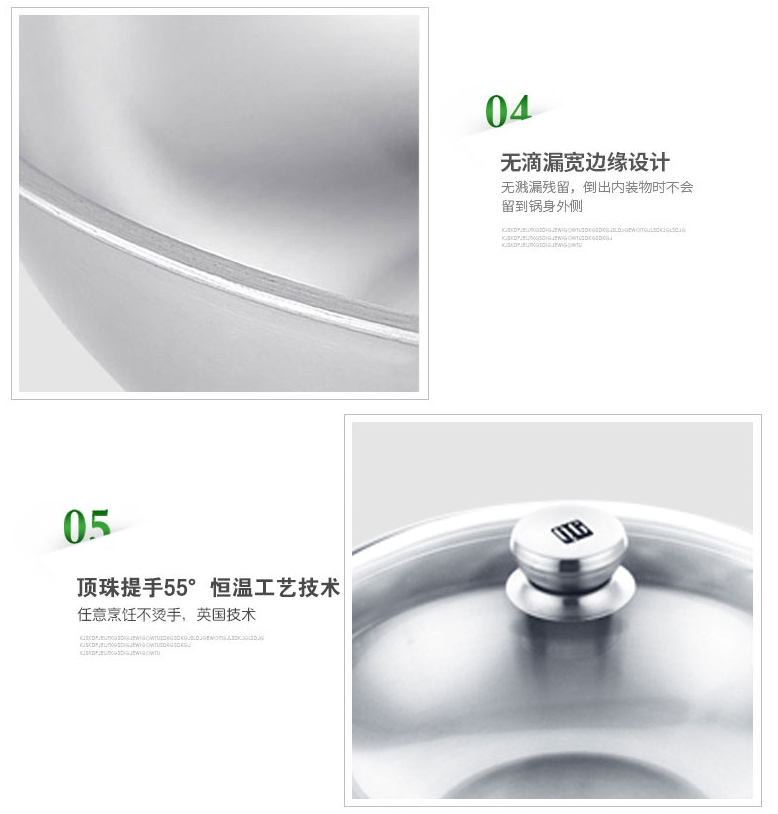 04
无滴漏宽边缘设计
无溅漏残留，倒出内装物时不会
留到锅身外侧
05
顶珠提手55°恒温工艺技术
任意烹饪不烫手，英国技术